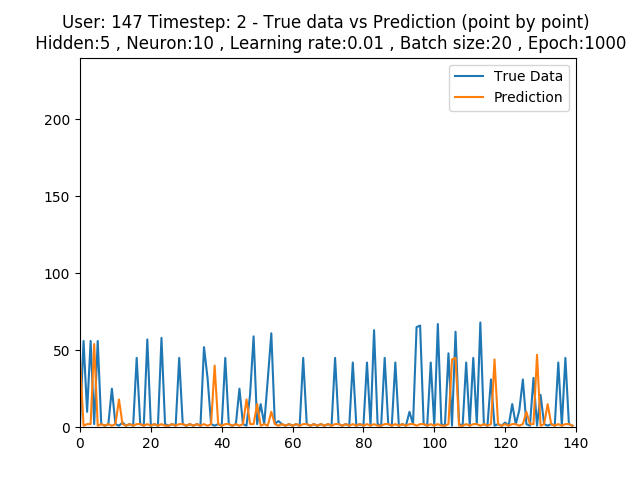 User: 147 Timestep: 2 - True data vs Prediction (point by point)
Hidden:5 , Neuron:10 , Learning rate:0.01 , Batch size:20 , Epoch:1000
True Data
Prediction
200
150
100
50
0
0 20 40 60 80 100 120 140